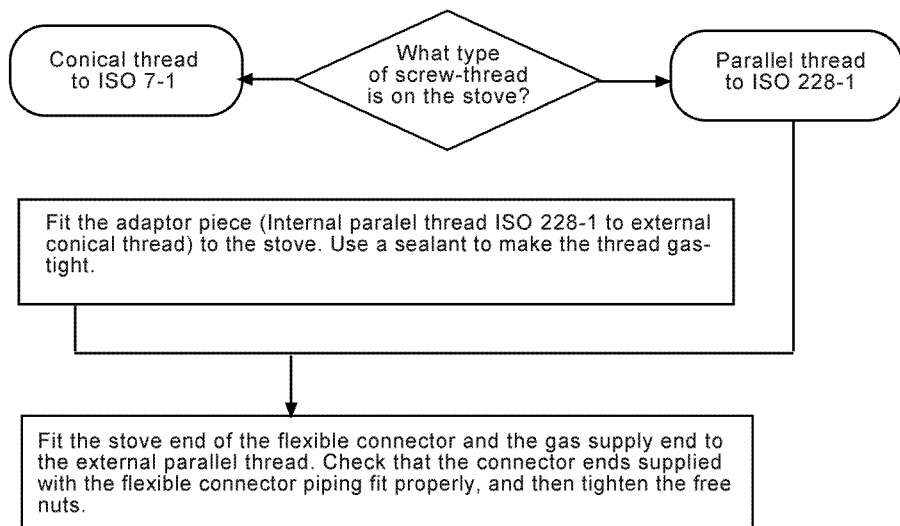 What type
of screw-thread
is on the stove?
Conical thread
to ISO 7-1
Parallel thread
to ISO 228-1
Fit the adaptor piece (Internal paralel thread ISO 228-1 to external
conical thread) to the stove. Use a sealant to make the thread gas-
tight.
Fit the stove end of the flexible connector and the gas supply end to
the external parallel thread. Check that the connector ends supplied
with the flexible connector piping fit properly, and then tighten the free
nuts.